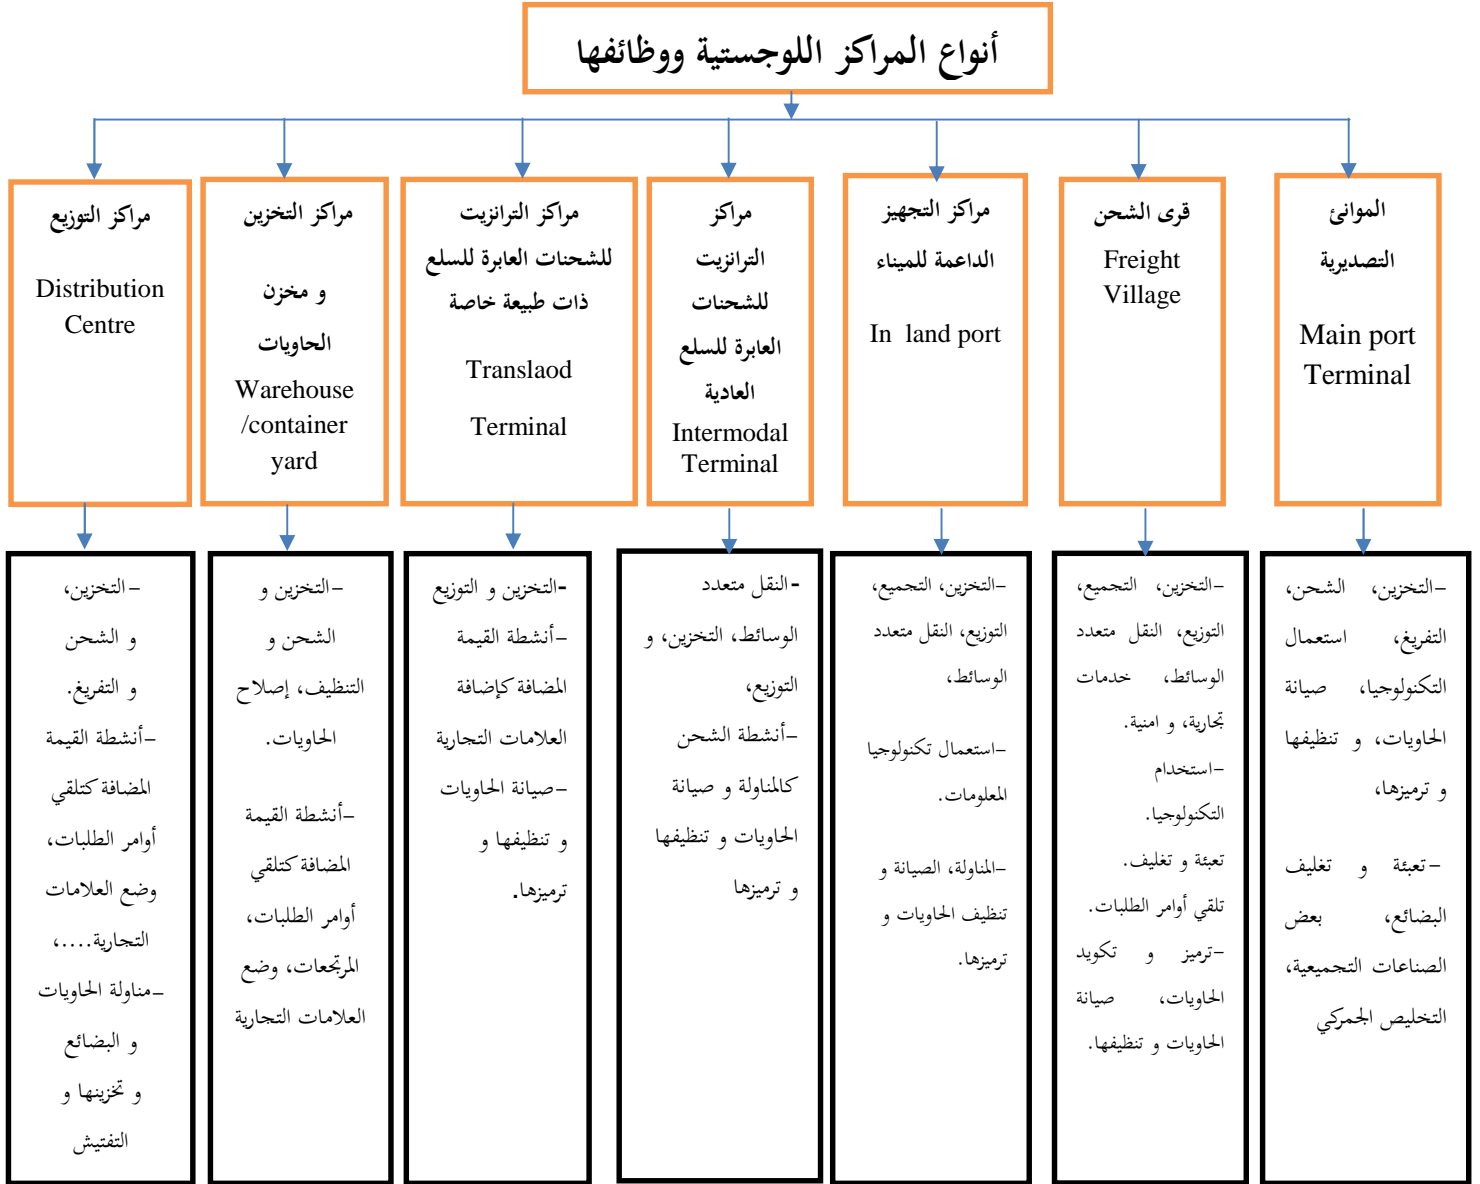 أنواع المراكز اللوجستية ووظائفها
الموانئ
التصديرية
Main port
Terminal
قرى الشحن
Freight
Village
مراكز التجهيز
الداعمة للميناء
In land port
مراكز
الترانزيت
للشحنات
العابرة للسلع
العادية
Intermodal
Terminal
مراكز الترانزيت
للشحنات العابرة للسلع
ذات طبيعة خاصة
Translaod
Terminal
مراكز التخزين
و مخزن
الحاويات
Warehouse
/container
yard
مراكز التوزيع
Distribution
Centre
-التخزين، الشحن،
التفريغ، استعمال
التكنولوجيا، صيانة
الحاويات، و تنظيفها
و ترميزها،
-تعبئة و تغليف
البضائع، بعض
الصناعات التجميعية،
التخليص الجمركي
-التخزين، التجميع،
التوزيع، النقل متعدد
الوسائط، خدمات
تجارية، و امنية.
-استخدام
التكنولوجيا.
تعبئة و تغليف.
تلقي أوامر الطلبات.
-ترميز و تكويد
الحاويات، صيانة
الحاويات و تنظيفها.
-التخزين، التجميع،
التوزيع، النقل متعدد
الوسائط،
-استعمال تكنولوجيا
المعلومات.
-المناولة، الصيانة و
تنظيف الحاويات و
ترميزها.
-النقل متعدد
الوسائط، التخزين، و
التوزيع،
-أنشطة الشحن
كالمناولة و صيانة
الحاويات و تنظيفها
و ترميزها
-التخزين و التوزيع
-أنشطة القيمة
المضافة كإضافة
العلامات التجارية
-صيانة الحاويات
و تنظيفها و
ترميزها.
-التخزين و
الشحن و
التنظيف، إصلاح
الحاويات.
-أنشطة القيمة
المضافة كتلقي
أوامر الطلبات،
المرتجعات، وضع
العلامات التجارية
-التخزين،
و الشحن
و التفريغ.
-أنشطة القيمة
المضافة كتلقي
أوامر الطلبات،
وضع العلامات
التجارية....،
-مناولة الحاويات
و البضائع
و تخزينها و
التفتيش